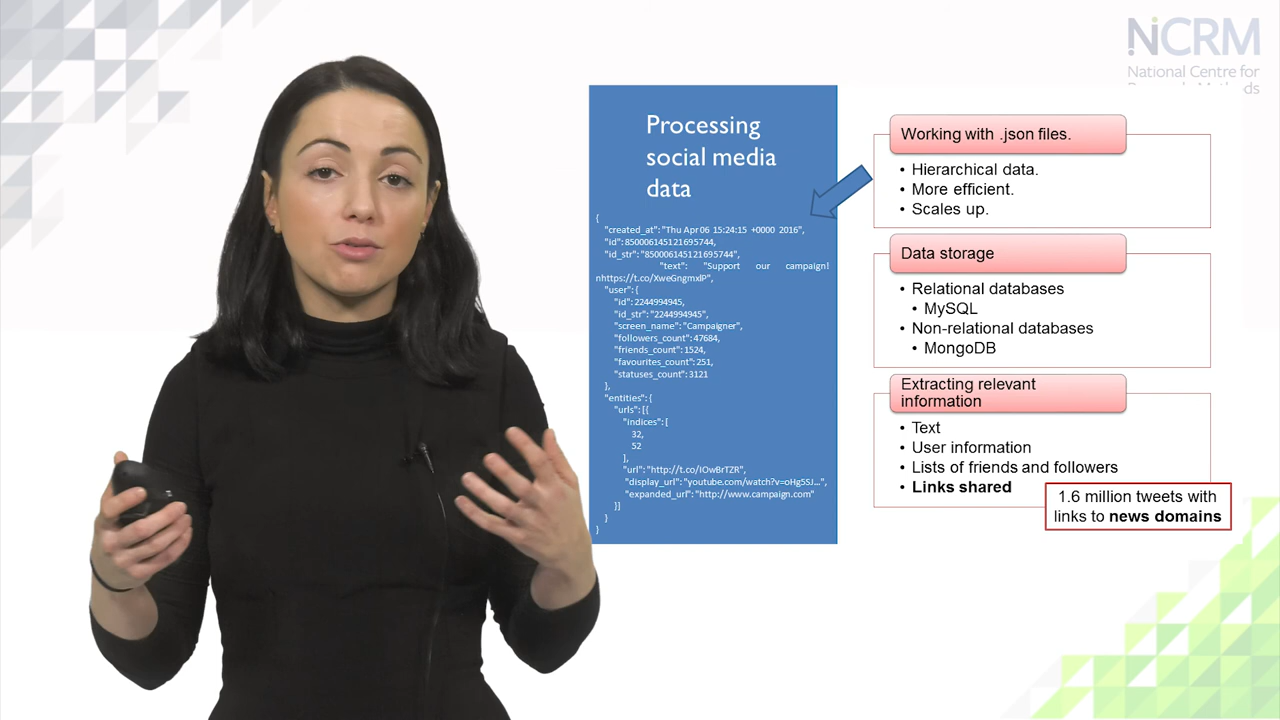 NCRM
National Centre for
Research Methods
Processing
social media
data
{
"created_at":"Thu Apr 06 15:24:15 +0000 2016",
"id":850006145121695744,
"id_str":"850006145121695744",
"text": "Support our campaign!
nhttps://t.co/XweGngmxlP",
"user":{
"id": 2244994945,
"id_str": "2244994945",
"screen_name": "Campaigner",
"followers_count": 47684,
"friends_count": 1524,
"favourites_count": 251,
"statuses_count": 3121
},
"entities":{
"urls": [{
"indices": [
32,
52
],
"url": "http://t.co/IOwBrTZR",
"display_url": "youtube.com/watch?v=oHg5SJ...",
"expanded_url": "http://www.campaign.com"
}]
}
}
Working with .json files.
• Hierarchical data.
• More efficient.
• Scales up.
Data storage
• Relational databases
• MySQL
• Non-relational databases
• MongoDB
Extracting relevant
information
• Text
• User information
• Lists of friends and followers
• Links shared
1.6 million tweets with
links to news domains